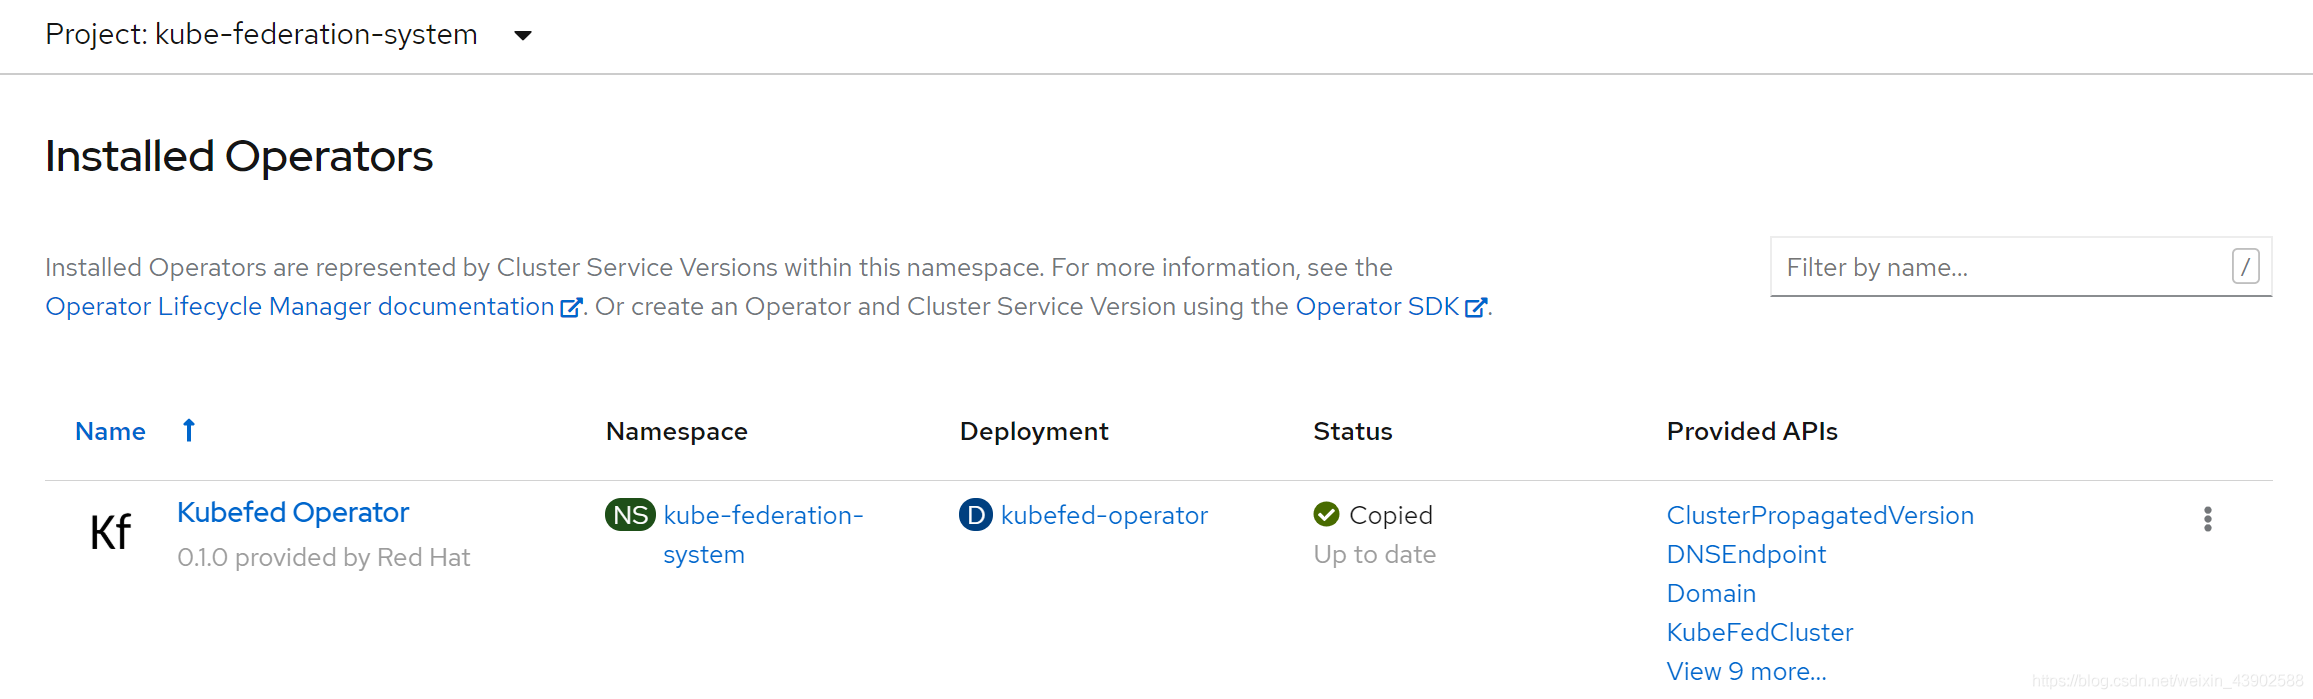 Project: kube-federation-system
Installed Operators
Installed Operators are represented by Cluster Service Versions within this namespace. For more information, see the
Operator Lifecycle Manager documentation. Or create an Operator and Cluster Service Version using the Operator SDK.
Filter by name...
/
Name Namespace Deployment Status Provided APIs
Kf
Kubefed Operator
0.1.0 provided by Red Hat
NS kube-federation-
system
D kubefed-operator
Copied
Up to date
ClusterPropagatedVersion
DNSEndpoint
Domain
KubeFedCluster
View 9 more...
https://blog.csdn.net/weixin_43902588